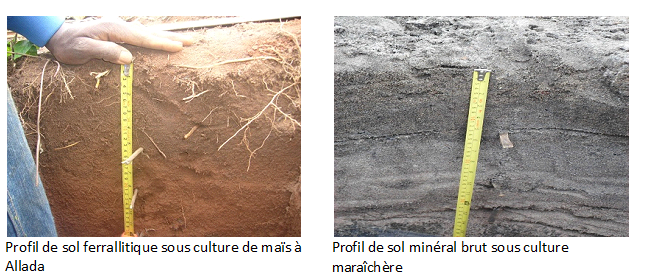 Profil de sol ferrallitique sous culture de maïs à
Allada
Profil de sol minéral brut sous culture
maraîchère